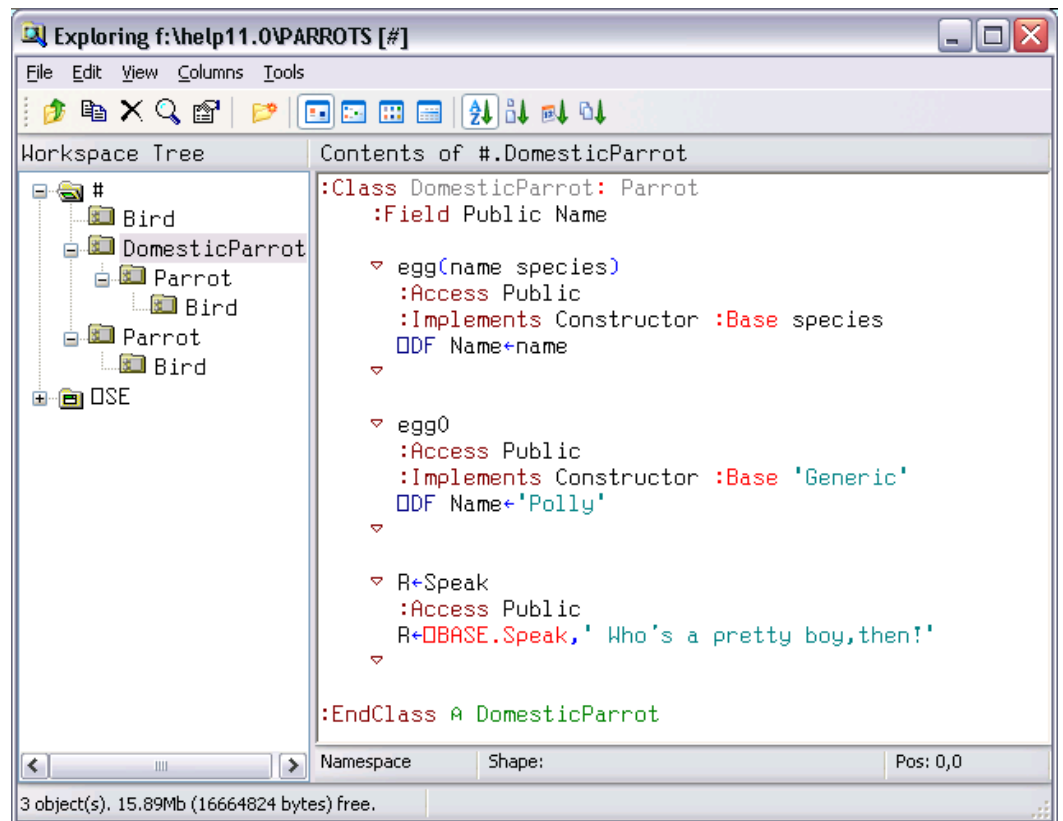 Exploring f:\help11.0\PARROTS [#]
File Edit View Columns Tools
Workspace Tree
Contents of #.DomesticParrot
#
Bird
DomesticParrot
Parrot
Bird
Parrot
Bird
⎕SE
:Class DomesticParrot: Parrot
:Field Public Name
∇ egg(name species)
:Access Public
:Implements Constructor :Base species
⎕DF Name←name
∇
∇ egg0
:Access Public
:Implements Constructor :Base 'Generic'
⎕DF Name←'Polly'
∇
∇ R←Speak
:Access Public
R←⎕BASE.Speak,' Who's a pretty boy,then!'
∇
:EndClass ⍝ DomesticParrot
Namespace Shape: Pos: 0,0
3 object(s). 15.89Mb (16664824 bytes) free.